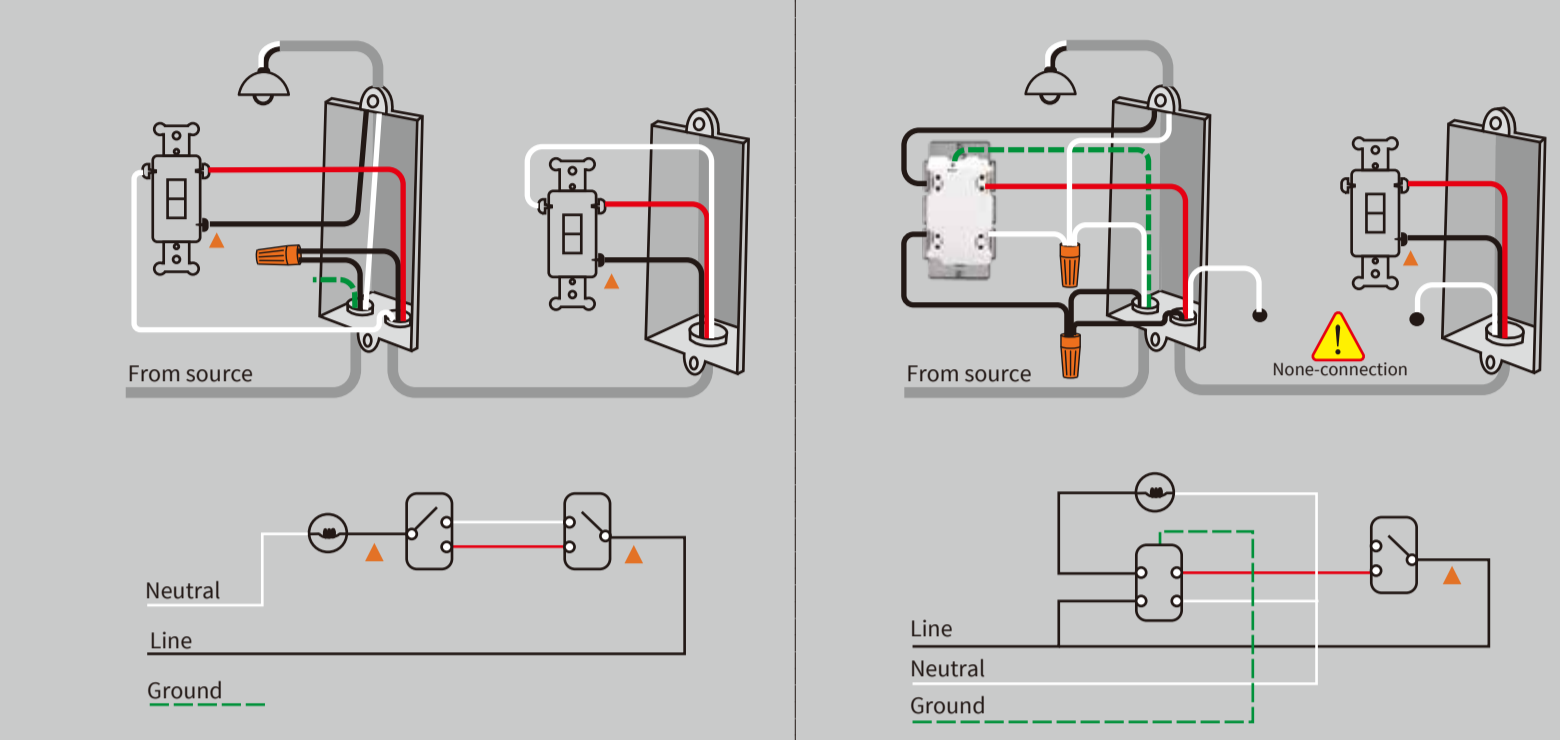 From source
Neutral
Line
Ground
From source
!
None-connection
Line
Neutral
Ground